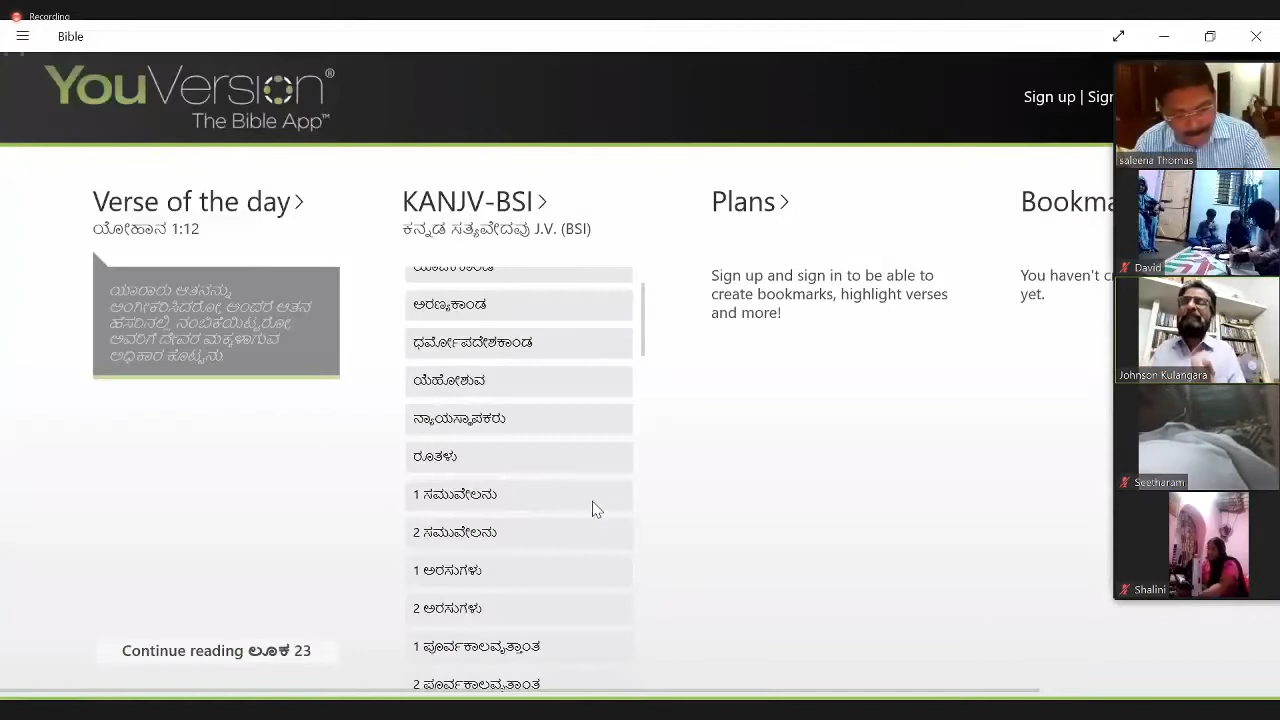 Recording
Bible
YouVersion®
The Bible App™
Sign up | Sign
Verse of the day
ಯೋಹಾನ 1:12
ಯಾರಾರು ಆತನನ್ನು
ಅಂಗೀಕರಿಸಿದರೋ, ಅಂದರೆ ಆತನ
ಹೆಸರಿನಲ್ಲಿ ನಂಬಿಕೆಯಿಟ್ಟರೋ,
ಅವರಿಗೆ ದೇವರ ಮಕ್ಕಳಾಗುವ
ಅಧಿಕಾರ ಕೊಟ್ಟನು.
Continue reading ಲೂಕ 23
KANJV-BSI
ಕನ್ನಡ ಸತ್ಯವೇದವು J.V. (BSI)
ಯಾಜಕಕಾಂಡ
ಅರಣ್ಯಕಾಂಡ
ಧರ್ಮೋಪದೇಶಕಾಂಡ
ಯೆಹೋಶುವ
ನ್ಯಾಯಸ್ಥಾಪಕರು
ರೂತಳು
1 ಸಮುವೇಲನು
2 ಸಮುವೇಲನು
1 ಅರಸುಗಳು
2 ಅರಸುಗಳು
1 ಪೂರ್ವಕಾಲವೃತ್ತಾಂತ
2 ಪೂರ್ವಕಾಲವೃತ್ತಾಂತ
Plans
Sign up and sign in to be able to
create bookmarks, highlight verses
and more!
Bookma
You haven't c
yet.
saleena Thomas
David
Johnson Kulangara
Seetharam
Shalini